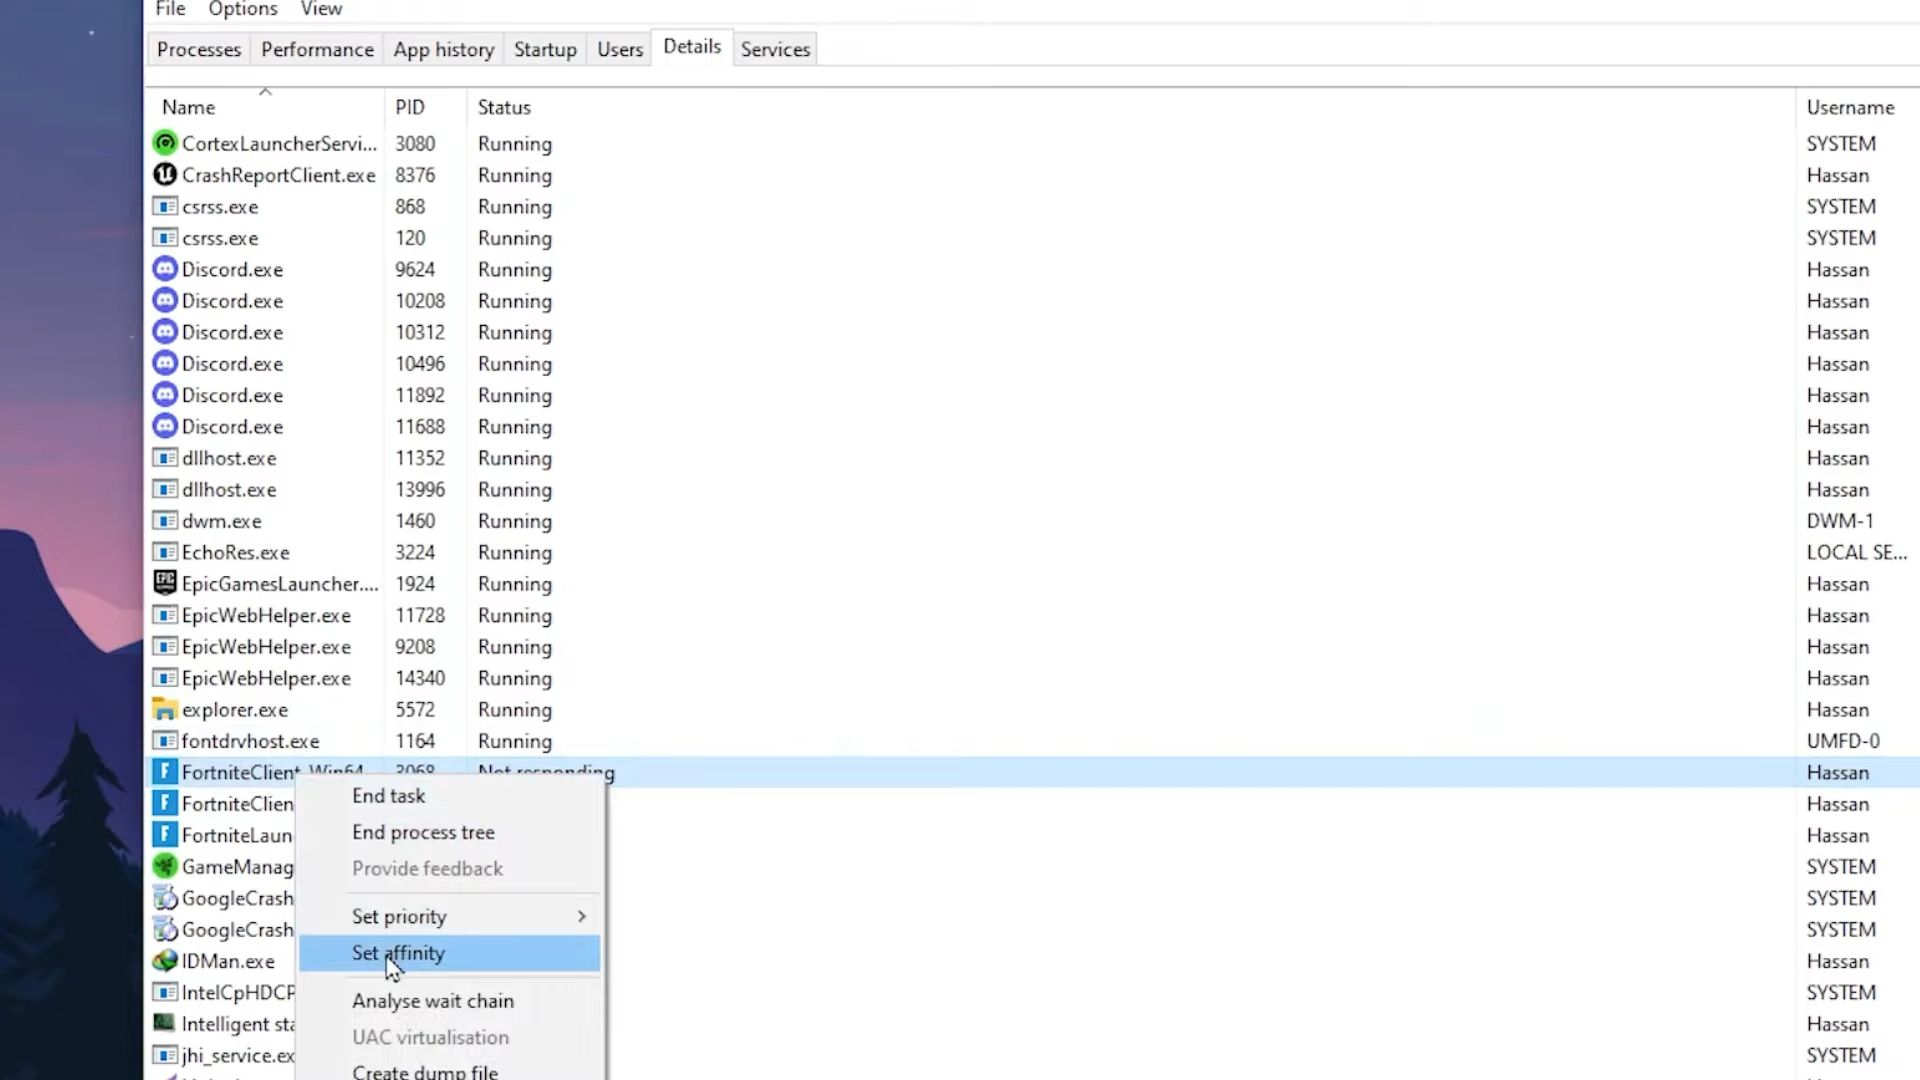 File Options View
Processes Performance App history Startup Users Details Services
Name PID Status Username
CortexLauncherServi... 3080 Running SYSTEM
CrashReportClient.exe 8376 Running Hassan
csrss.exe 868 Running SYSTEM
csrss.exe 120 Running SYSTEM
Discord.exe 9624 Running Hassan
Discord.exe 10208 Running Hassan
Discord.exe 10312 Running Hassan
Discord.exe 10496 Running Hassan
Discord.exe 11892 Running Hassan
Discord.exe 11688 Running Hassan
dllhost.exe 11352 Running Hassan
dllhost.exe 13996 Running Hassan
dwm.exe 1460 Running DWM-1
EchoRes.exe 3224 Running LOCAL SE...
EpicGamesLauncher.... 1924 Running Hassan
EpicWebHelper.exe 11728 Running Hassan
EpicWebHelper.exe 9208 Running Hassan
EpicWebHelper.exe 14340 Running Hassan
explorer.exe 5572 Running Hassan
fontdrvhost.exe 1164 Running UMFD-0
FortniteClient-Win64 3068 Not responding Hassan
End task
FortniteClien Hassan
End process tree
FortniteLaun Hassan
GameManag Provide feedback SYSTEM
GoogleCrash SYSTEM
Set priority
GoogleCrash SYSTEM
Set affinity
IDMan.exe Hassan
IntelCpHDCP Analyse wait chain SYSTEM
Intelligent sta Hassan
UAC virtualisation
jhi_service.ex SYSTEM
Create dump file